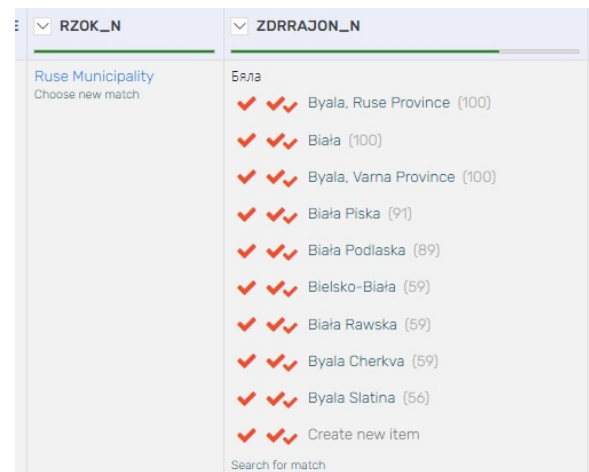 E RZOK_N ZDRRAJON_N
Ruse Municipality
Choose new match
Бяла
Byala, Ruse Province (100)
Biała (100)
Byala, Varna Province (100)
Biała Piska (91)
Biała Podlaska (89)
Bielsko-Biała (59)
Biała Rawska (59)
Byala Cherkva (59)
Byala Slatina (56)
Create new item
Search for match